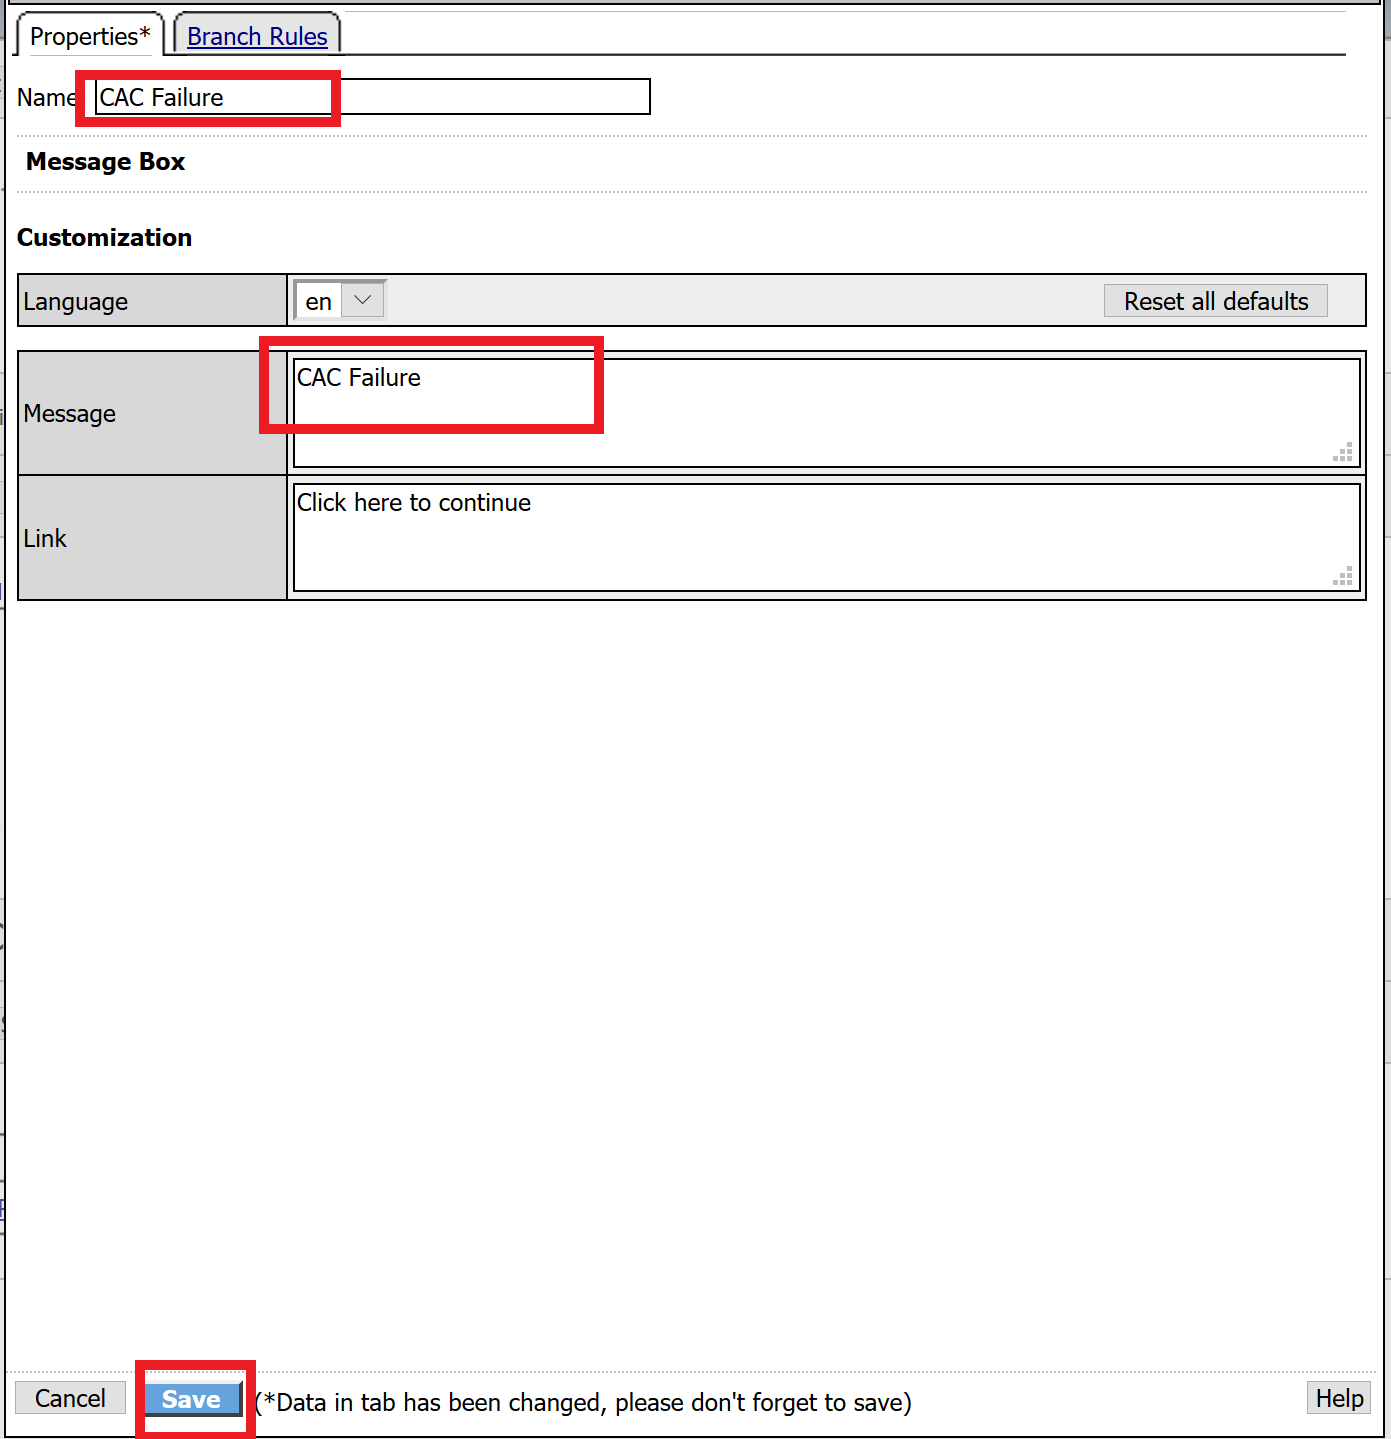 Properties* Branch Rules
Name CAC Failure
Message Box
Customization
Language en Reset all defaults
Message CAC Failure
Link Click here to continue
Cancel Save (*Data in tab has been changed, please don't forget to save) Help